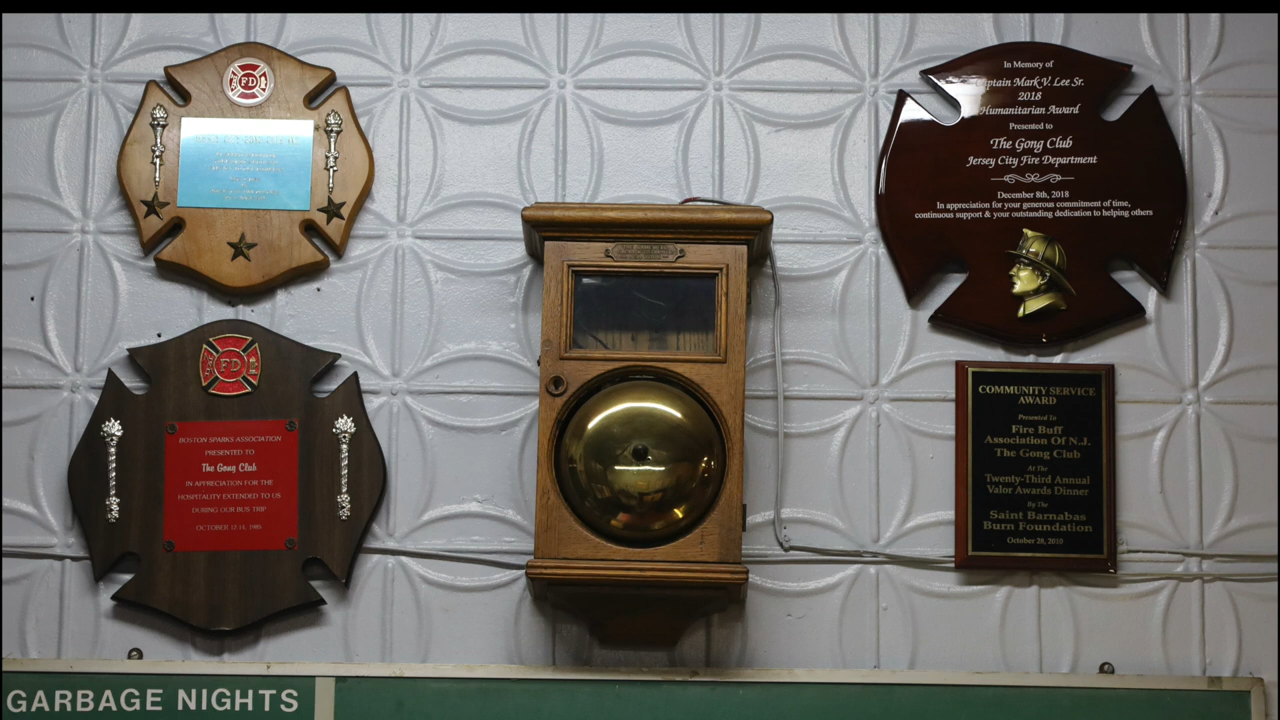 FD
FD
BOSTON SPARKS ASSOCIATION
PRESENTED TO
The Gong Club
IN APPRECIATION FOR THE
HOSPITALITY EXTENDED TO US
DURING OUR BUS TRIP
OCTOBER 12-14, 1985
In Memory of
Captain Mark V. Lee Sr.
2018
Humanitarian Award
Presented to
The Gong Club
Jersey City Fire Department
December 8th, 2018
In appreciation for your generous commitment of time,
continuous support & your outstanding dedication to helping others
COMMUNITY SERVICE
AWARD
Presented To
Fire Buff
Association Of N.J.
The Gong Club
At The
Twenty-Third Annual
Valor Awards Dinner
By The
Saint Barnabas
Burn Foundation
October 28, 2010
GARBAGE NIGHTS